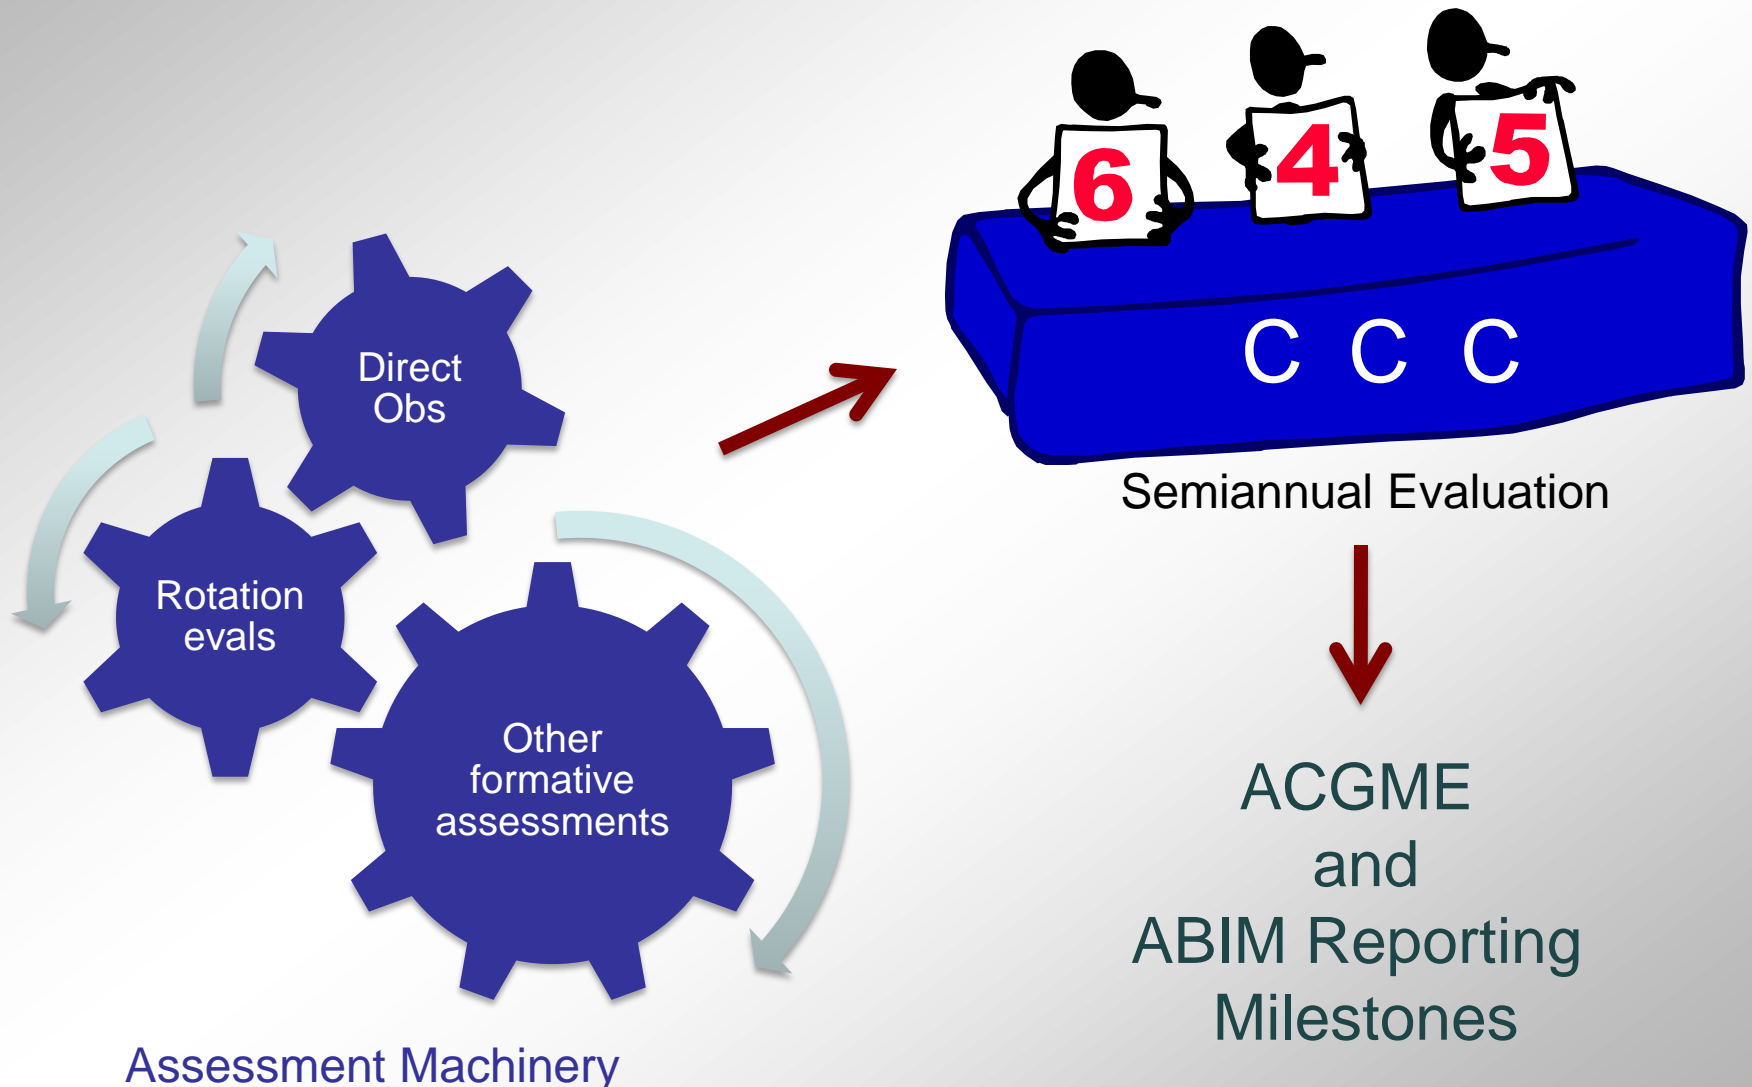 Direct
Obs
Rotation
evals
Other
formative
assessments
Assessment Machinery
6
4
5
C C C
Semiannual Evaluation
ACGME
and
ABIM Reporting
Milestones